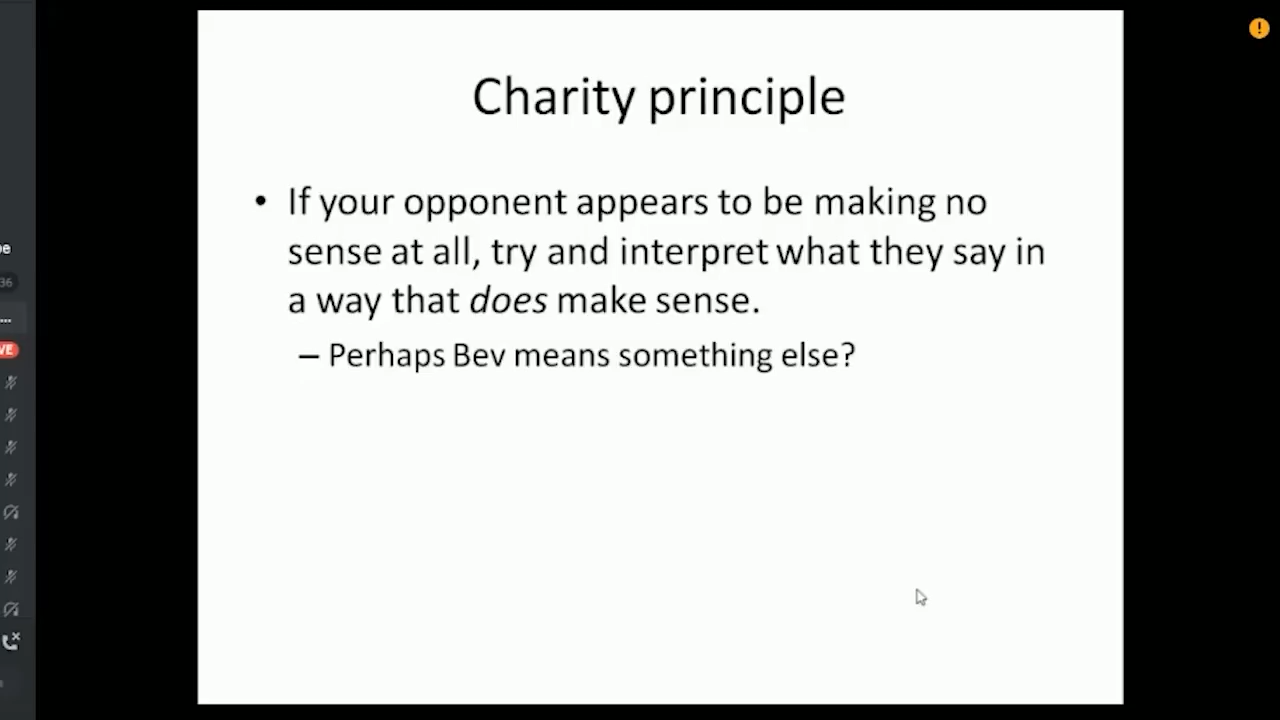 Charity principle
• If your opponent appears to be making no
sense at all, try and interpret what they say in
a way that does make sense.
– Perhaps Bev means something else?
36
...